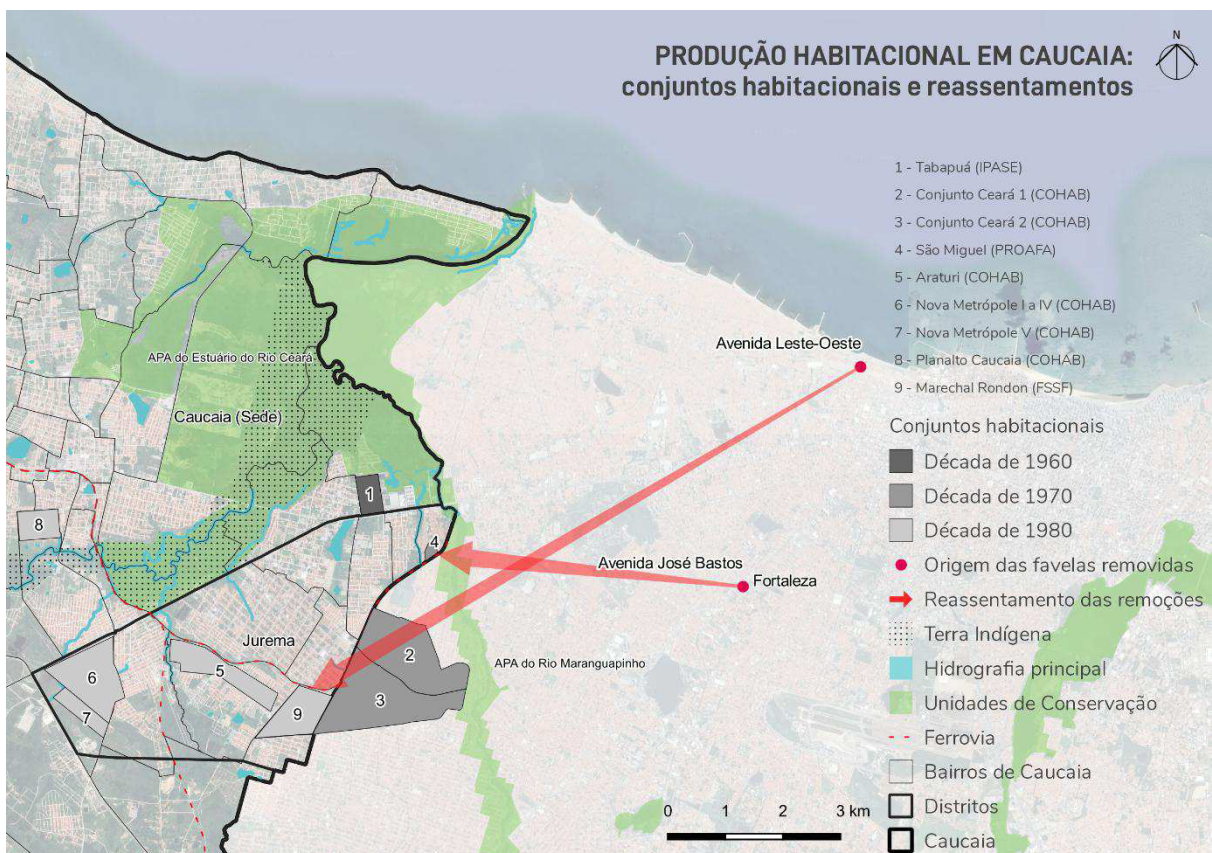 PRODUÇÃO HABITACIONAL EM CAUCAIA:
conjuntos habitacionais e reassentamentos
N
1 - Tabapuá (IPASE)
2 - Conjunto Ceará 1 (COHAB)
3 - Conjunto Ceará 2 (COHAB)
4 - São Miguel (PROAFA)
5 - Araturi (COHAB)
6 - Nova Metrópole I a IV (COHAB)
7 - Nova Metrópole V (COHAB)
8 - Planalto Caucaia (COHAB)
9 - Marechal Rondon (FSSF)
Conjuntos habitacionais
Década de 1960
Década de 1970
Década de 1980
Origem das favelas removidas
Reassentamento das remoções
Terra Indígena
Hidrografia principal
Unidades de Conservação
Ferrovia
Bairros de Caucaia
Distritos
Caucaia
Avenida Leste-Oeste
APA do Estuário do Rio Ceará
Caucaia (Sede)
1
8
4
Avenida José Bastos
Fortaleza
Jurema
2
APA do Rio Maranguapinho
5
6
3
9
7
0 1 2 3 km